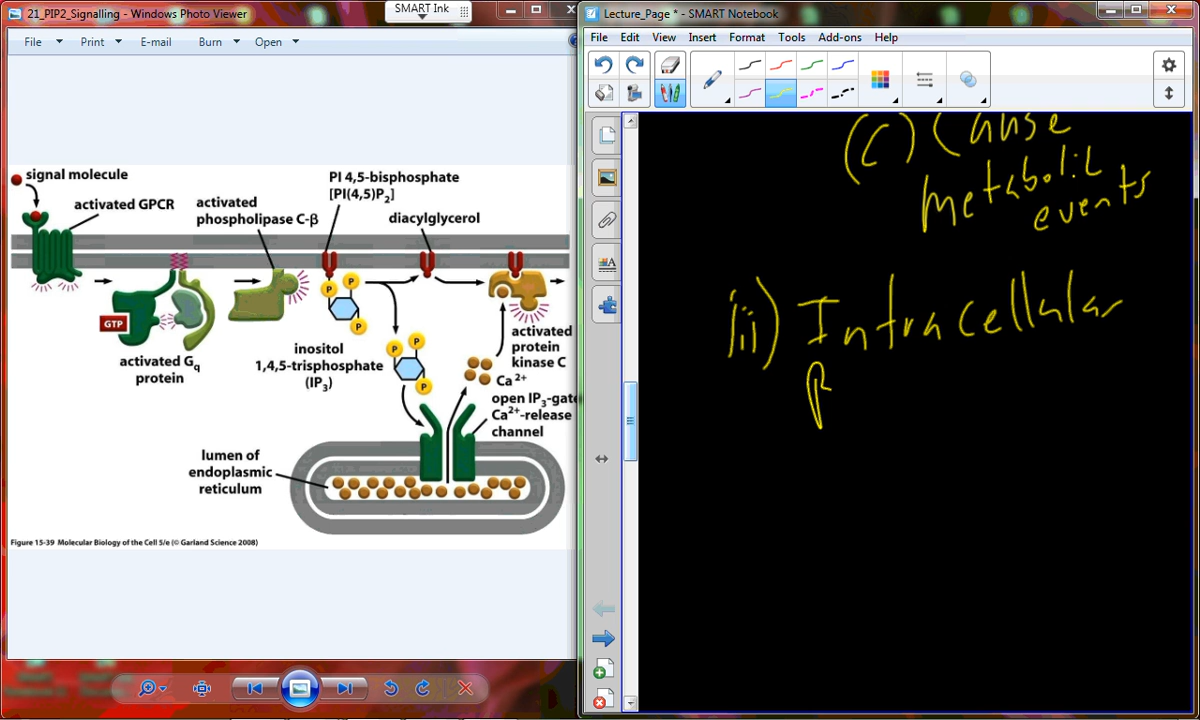 21_PIP2_Signalling - Windows Photo Viewer
SMART Ink
File Print E-mail Burn Open
signal molecule
activated GPCR
activated
phospholipase C-β
PI 4,5-bisphosphate
[PI(4,5)P2]
diacylglycerol
GTP
activated Gq
protein
P
P
P
inositol
1,4,5-trisphosphate
(IP3)
P
P
P
activated
protein
kinase C
Ca 2+
open IP3-gate
Ca2+-release
channel
lumen of
endoplasmic
reticulum
Figure 15-39 Molecular Biology of the Cell 5/e (© Garland Science 2008)
Lecture_Page * - SMART Notebook
File Edit View Insert Format Tools Add-ons Help
(c) Cause
metabolic
events
ii) Intracellular